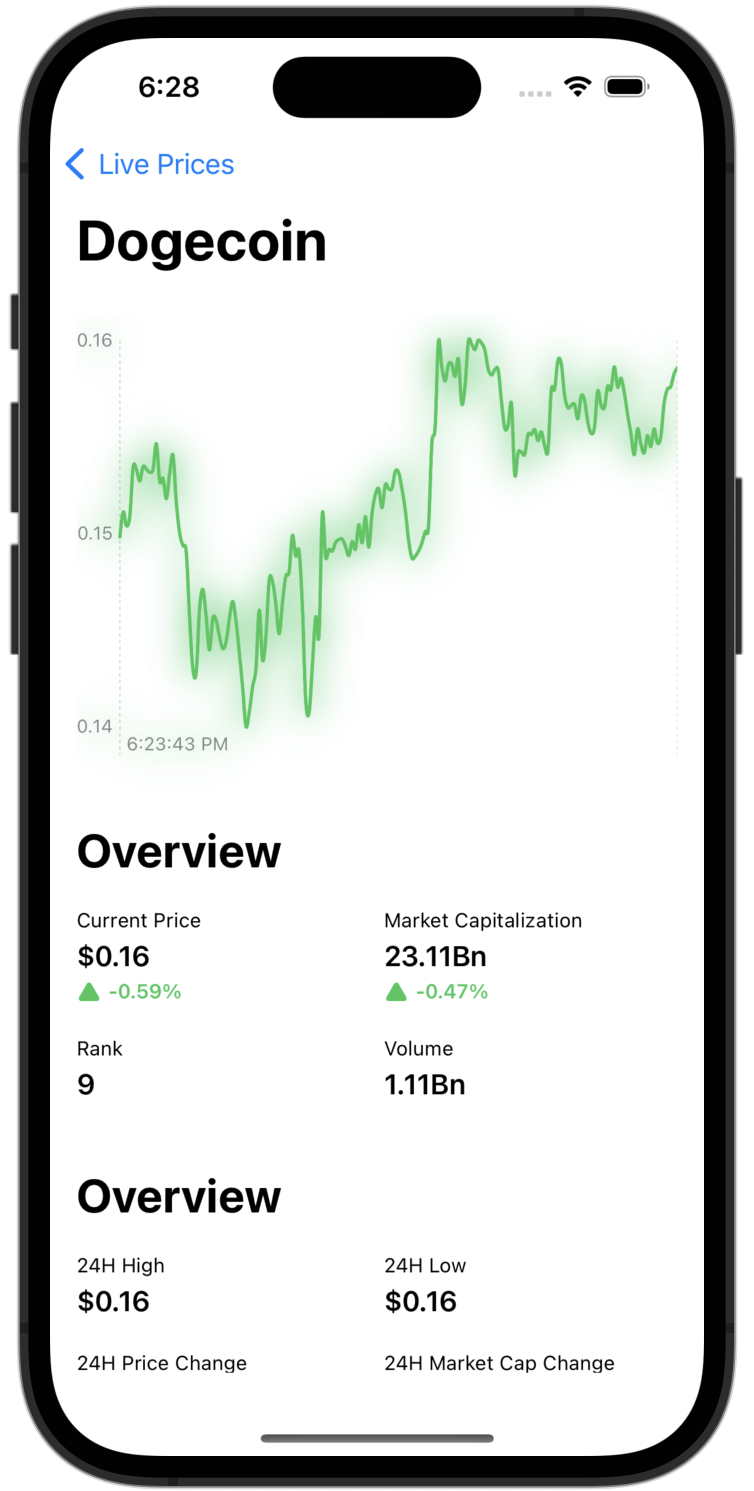 6:28
Live Prices
Dogecoin
0.16
0.15
0.14
6:23:43 PM
Overview
Current Price
$0.16
-0.59%
Market Capitalization
23.11Bn
-0.47%
Rank
9
Volume
1.11Bn
Overview
24H High
$0.16
24H Low
$0.16
24H Price Change
24H Market Cap Change